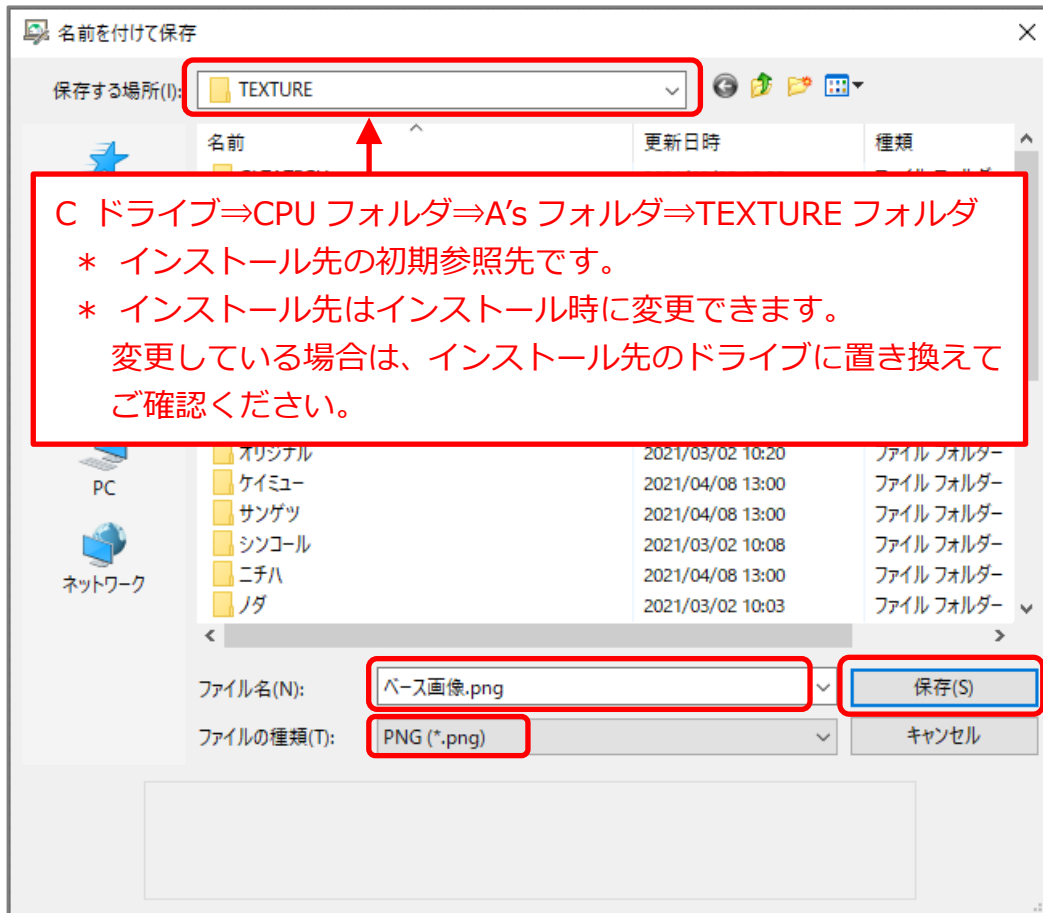 名前を付けて保存
保存する場所(I):
TEXTURE
名前 更新日時 種類
C ドライブ⇒CPU フォルダ⇒A's フォルダ⇒TEXTURE フォルダ
＊ インストール先の初期参照先です。
＊ インストール先はインストール時に変更できます。
変更している場合は、インストール先のドライブに置き換えて
ご確認ください。
オリジナル 2021/03/02 10:20 ファイル フォルダー
PC
ケイミュー 2021/04/08 13:00 ファイル フォルダー
サンゲツ 2021/04/08 13:00 ファイル フォルダー
シンコール 2021/03/02 10:08 ファイル フォルダー
ネットワーク
ニチハ 2021/04/08 13:00 ファイル フォルダー
ノダ 2021/03/02 10:03 ファイル フォルダー
ファイル名(N): ベース画像.png 保存(S)
ファイルの種類(T): PNG (*.png) キャンセル